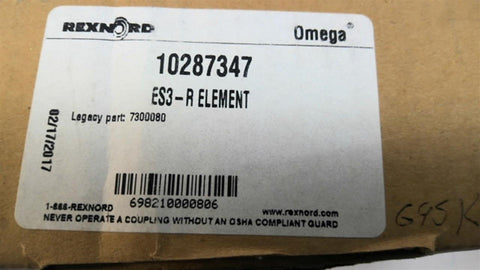 REXNORD
Omega®
10287347
ES3-R ELEMENT
Legacy part: 7300080
02/17/2017
698210000806
1-866-REXNORD
www.rexnord.com
NEVER OPERATE A COUPLING WITHOUT AN OSHA COMPLIANT GUARD
G95K